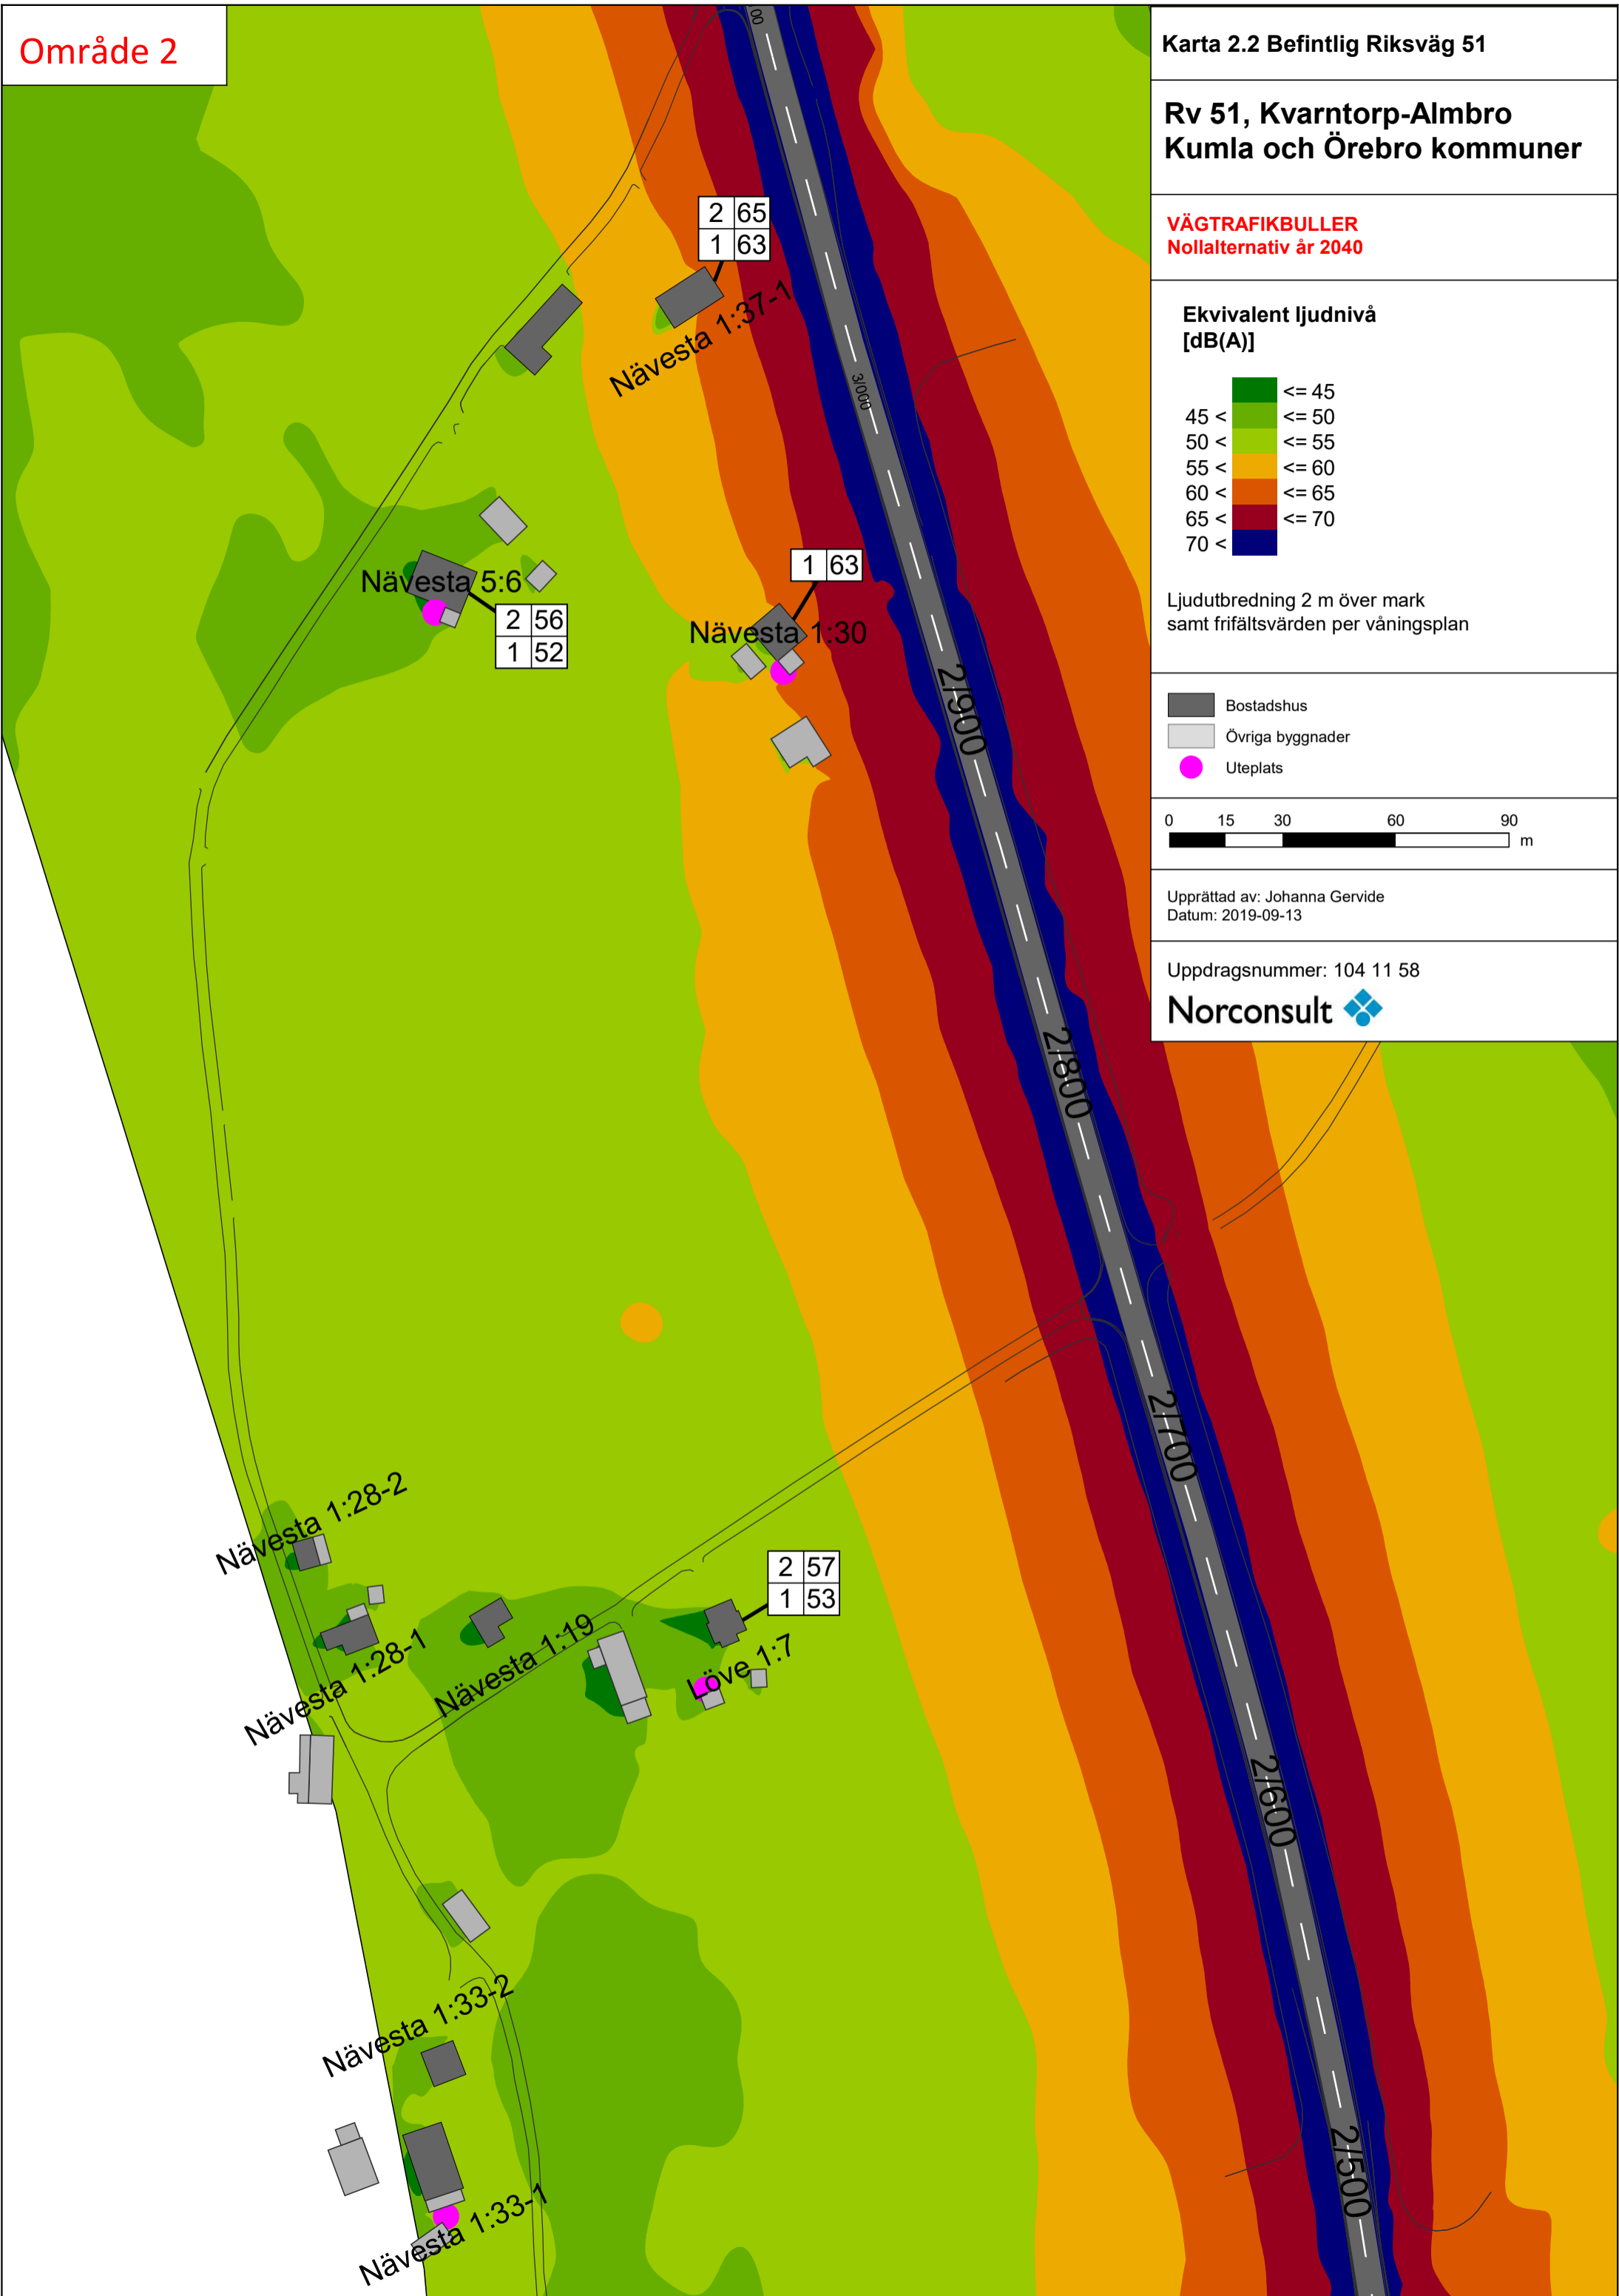 Område 2
Karta 2.2 Befintlig Riksväg 51
Rv 51, Kvarntorp-Almbro
Kumla och Örebro kommuner
VÄGTRAFIKBULLER
Nollalternativ år 2040
Ekvivalent ljudnivå
[dB(A)]
<= 45
45 < <= 50
50 < <= 55
55 < <= 60
60 < <= 65
65 < <= 70
70 <
Ljudutbredning 2 m över mark
samt frifältsvärden per våningsplan
Bostadshus
Övriga byggnader
Uteplats
0 15 30 60 90
m
Upprättad av: Johanna Gervide
Datum: 2019-09-13
Uppdragsnummer: 104 11 58
Norconsult
00
2 65
1 63
Nävesta 1:37-1
3/000
1 63
Nävesta 5:6
2 56
1 52
Nävesta 1:30
2/900
2/800
2/700
Nävesta 1:28-2
2 57
1 53
Nävesta 1:28-1
Nävesta 1:19
Löve 1:7
2/600
Nävesta 1:33-2
2/500
Nävesta 1:33-1